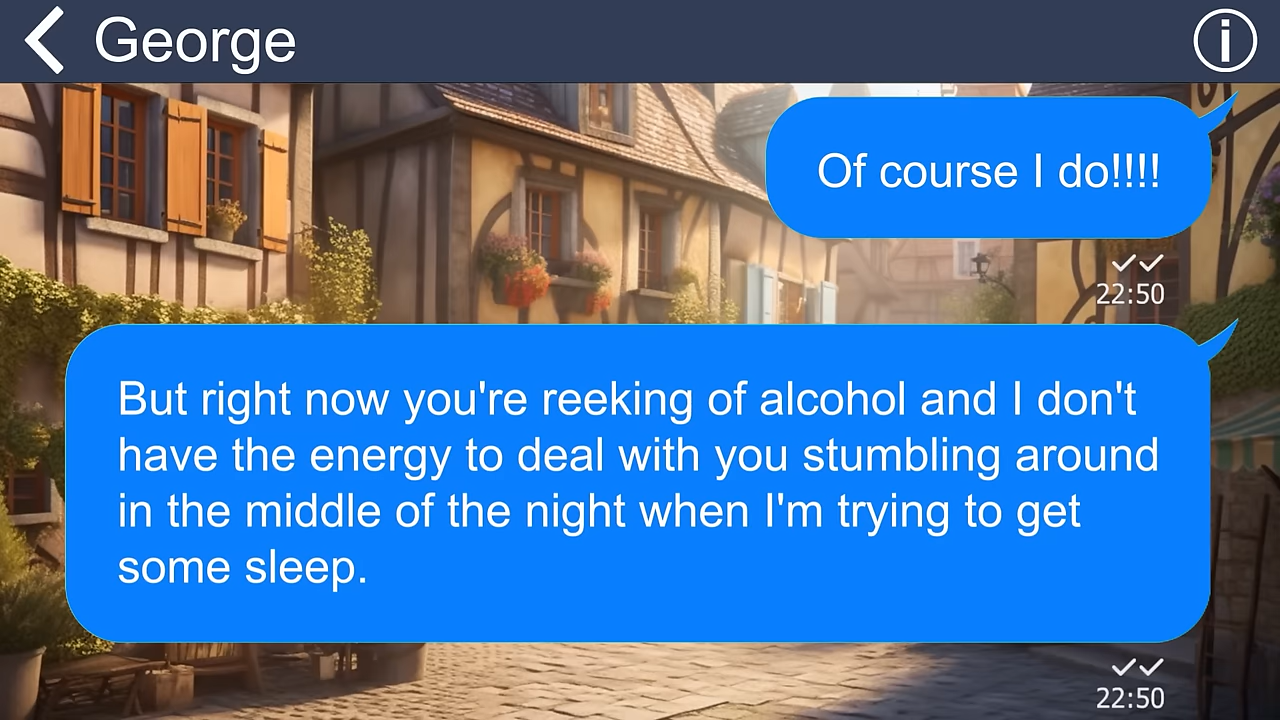 George
Of course I do!!!!
22:50
But right now you're reeking of alcohol and I don't
have the energy to deal with you stumbling around
in the middle of the night when I'm trying to get
some sleep.
22:50